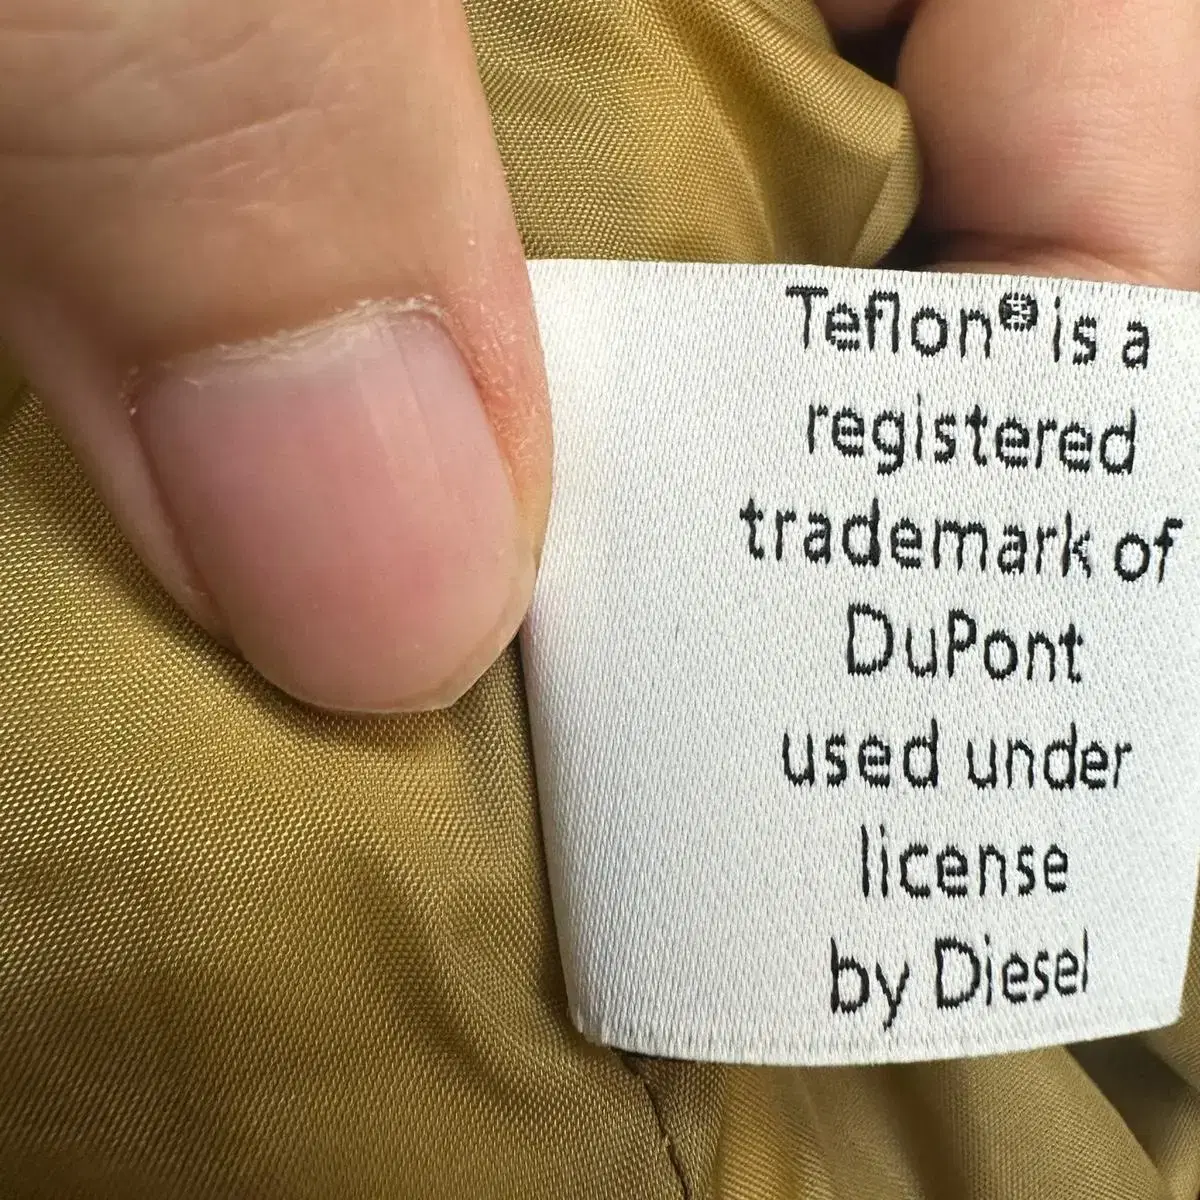 Teflon® is a
registered
trademark of
DuPont
used under
license
by Diesel